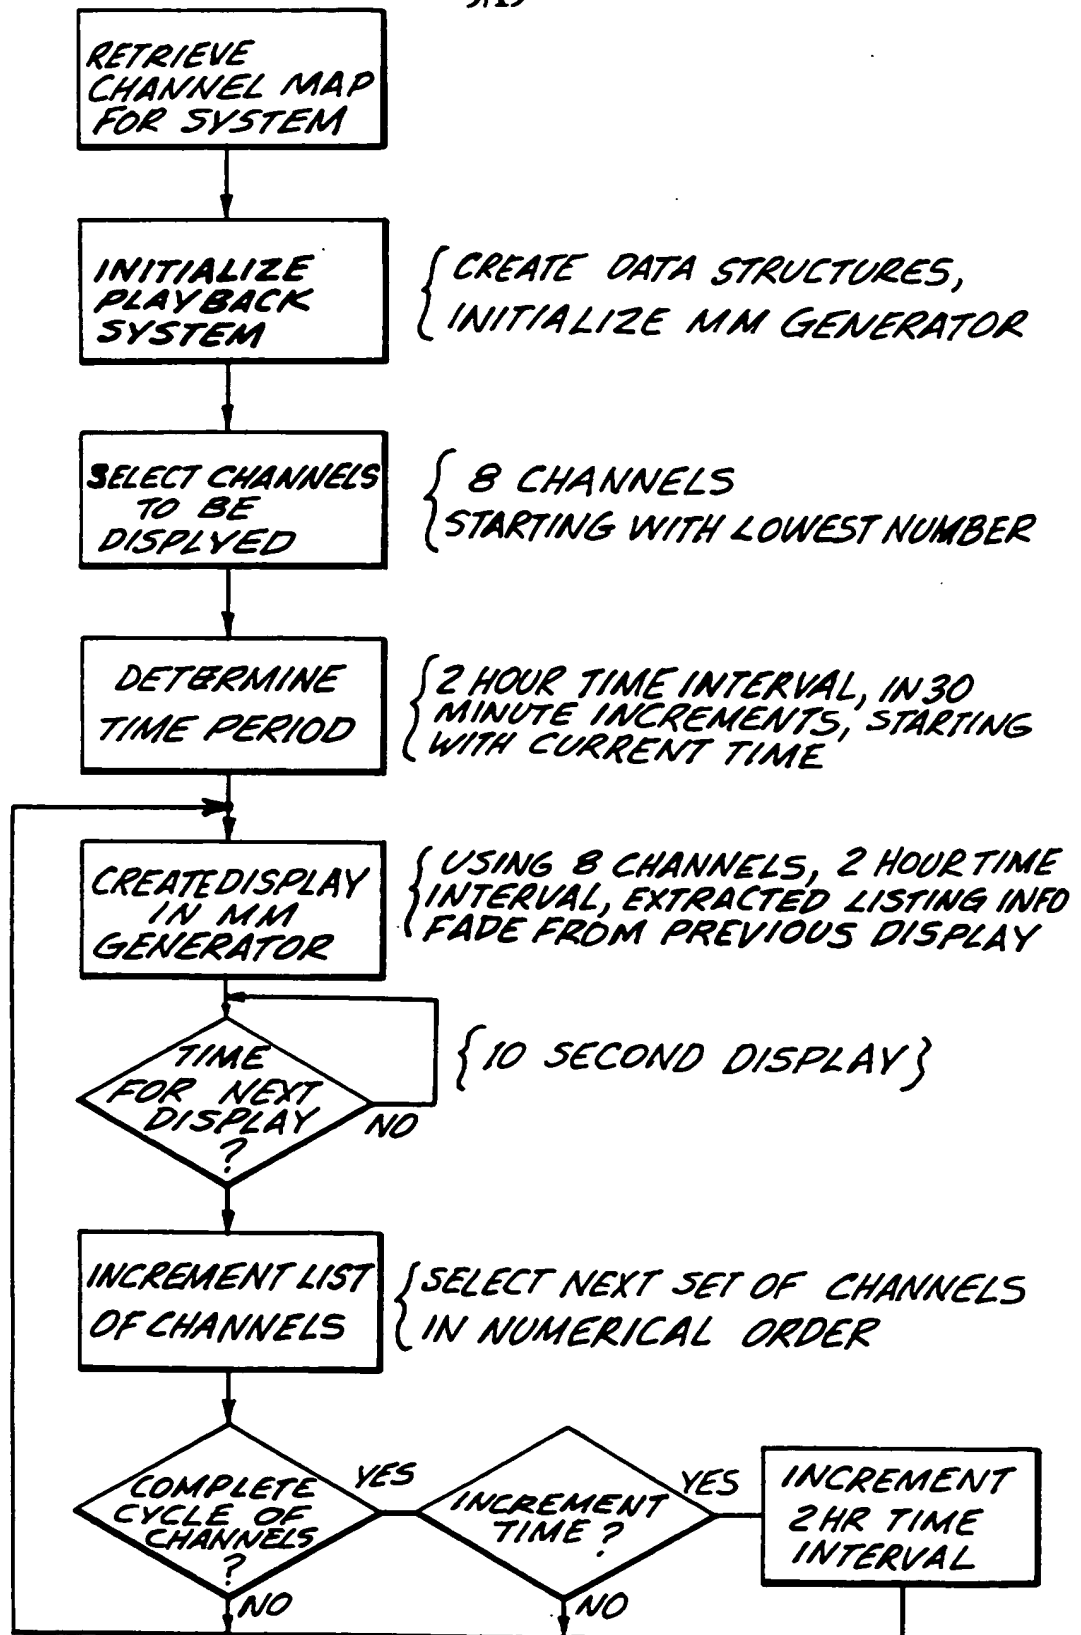 RETRIEVE
CHANNEL MAP
FOR SYSTEM
INITIALIZE
PLAYBACK
SYSTEM
{ CREATE DATA STRUCTURES,
INITIALIZE MM GENERATOR
SELECT CHANNELS
TO BE
DISPLYED
{ 8 CHANNELS
STARTING WITH LOWEST NUMBER
DETERMINE
TIME PERIOD
{ 2 HOUR TIME INTERVAL, IN 30
MINUTE INCREMENTS, STARTING
WITH CURRENT TIME
CREATE DISPLAY
IN MM
GENERATOR
{ USING 8 CHANNELS, 2 HOUR TIME
INTERVAL, EXTRACTED LISTING INFO
FADE FROM PREVIOUS DISPLAY
TIME
FOR NEXT
DISPLAY
?
NO
{ 10 SECOND DISPLAY }
INCREMENT LIST
OF CHANNELS
{ SELECT NEXT SET OF CHANNELS
IN NUMERICAL ORDER
COMPLETE
CYCLE OF
CHANNELS
?
YES
NO
INCREMENT
TIME?
YES
NO
INCREMENT
2 HR TIME
INTERVAL